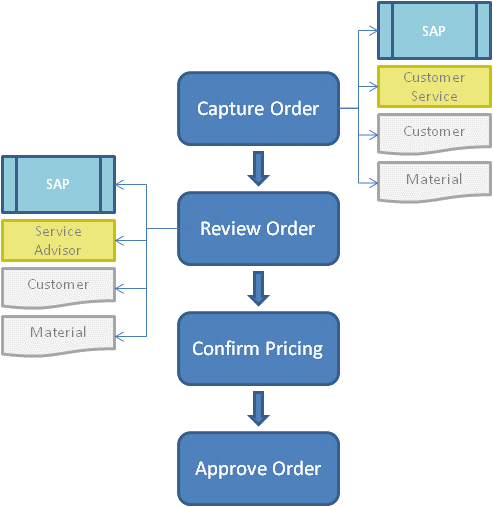 SAP
Customer
Service
Capture Order
Customer
Material
SAP
Service
Advisor
Review Order
Customer
Material
Confirm Pricing
Approve Order